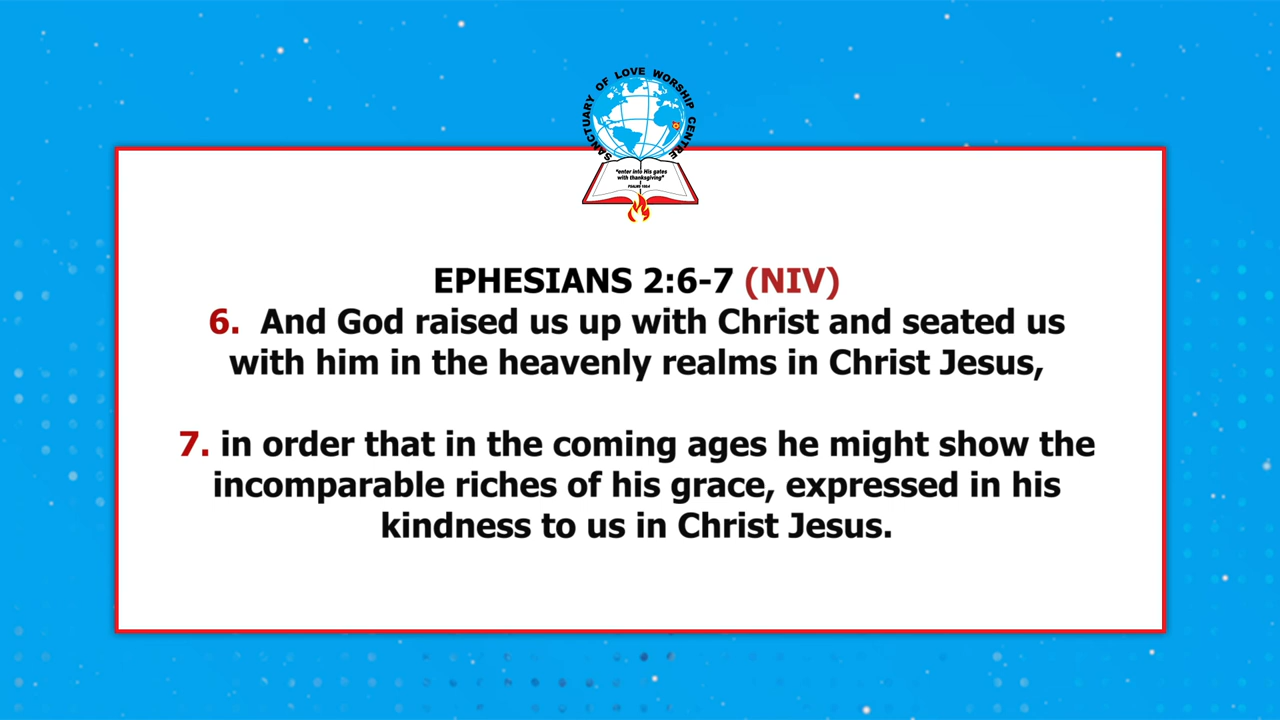 SANCTUARY OF LOVE WORSHIP CENTRE
"enter into His gates
with thanksgiving"
EPHESIANS 2:6-7 (NIV)
6. And God raised us up with Christ and seated us
with him in the heavenly realms in Christ Jesus,
7. in order that in the coming ages he might show the
incomparable riches of his grace, expressed in his
kindness to us in Christ Jesus.